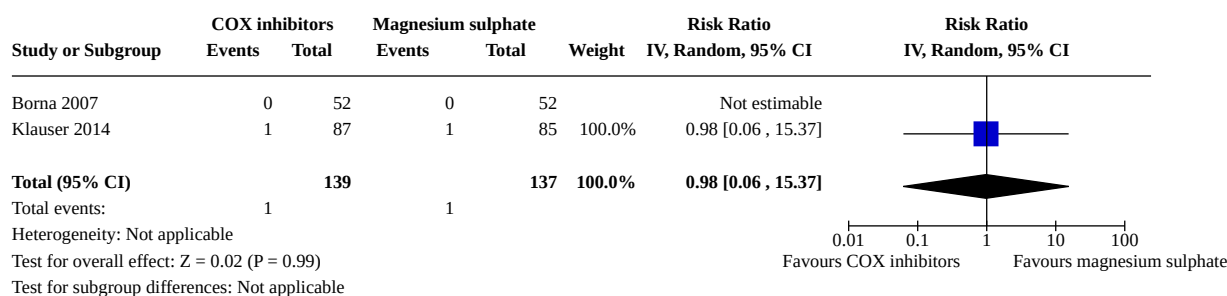 COX inhibitors Magnesium sulphate Risk Ratio Risk Ratio
Study or Subgroup Events Total Events Total Weight IV, Random, 95% CI IV, Random, 95% CI
Borna 2007 0 52 0 52 Not estimable
Klauser 2014 1 87 1 85 100.0% 0.98 [0.06 , 15.37]
Total (95% CI) 139 137 100.0% 0.98 [0.06 , 15.37]
Total events: 1 1
Heterogeneity: Not applicable
0.01 0.1 1 10 100
Test for overall effect: Z = 0.02 (P = 0.99) Favours COX inhibitors Favours magnesium sulphate
Test for subgroup differences: Not applicable